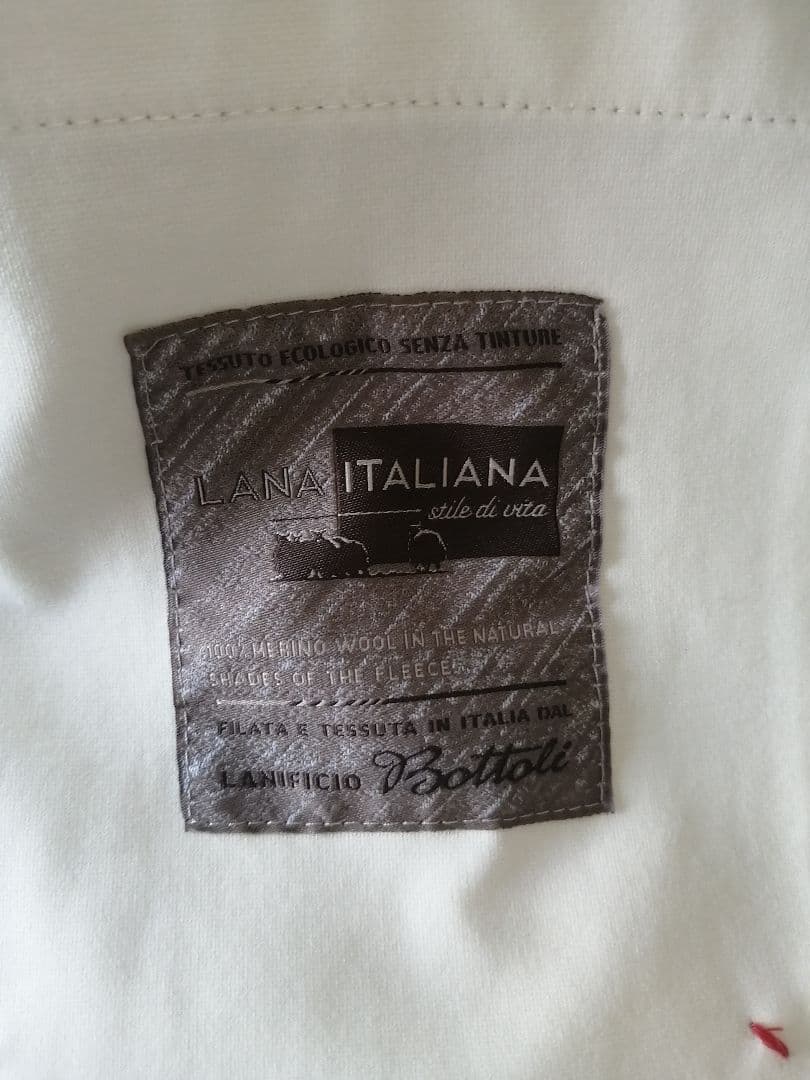 TESSUTO ECOLOGICO SENZA TINTURE
LANA ITALIANA
stile di vita
100% MERINO WOOL IN THE NATURAL
SHADES OF THE FLEECE
FILATA E TESSUTA IN ITALIA DAL
LANIFICIO Bottoli